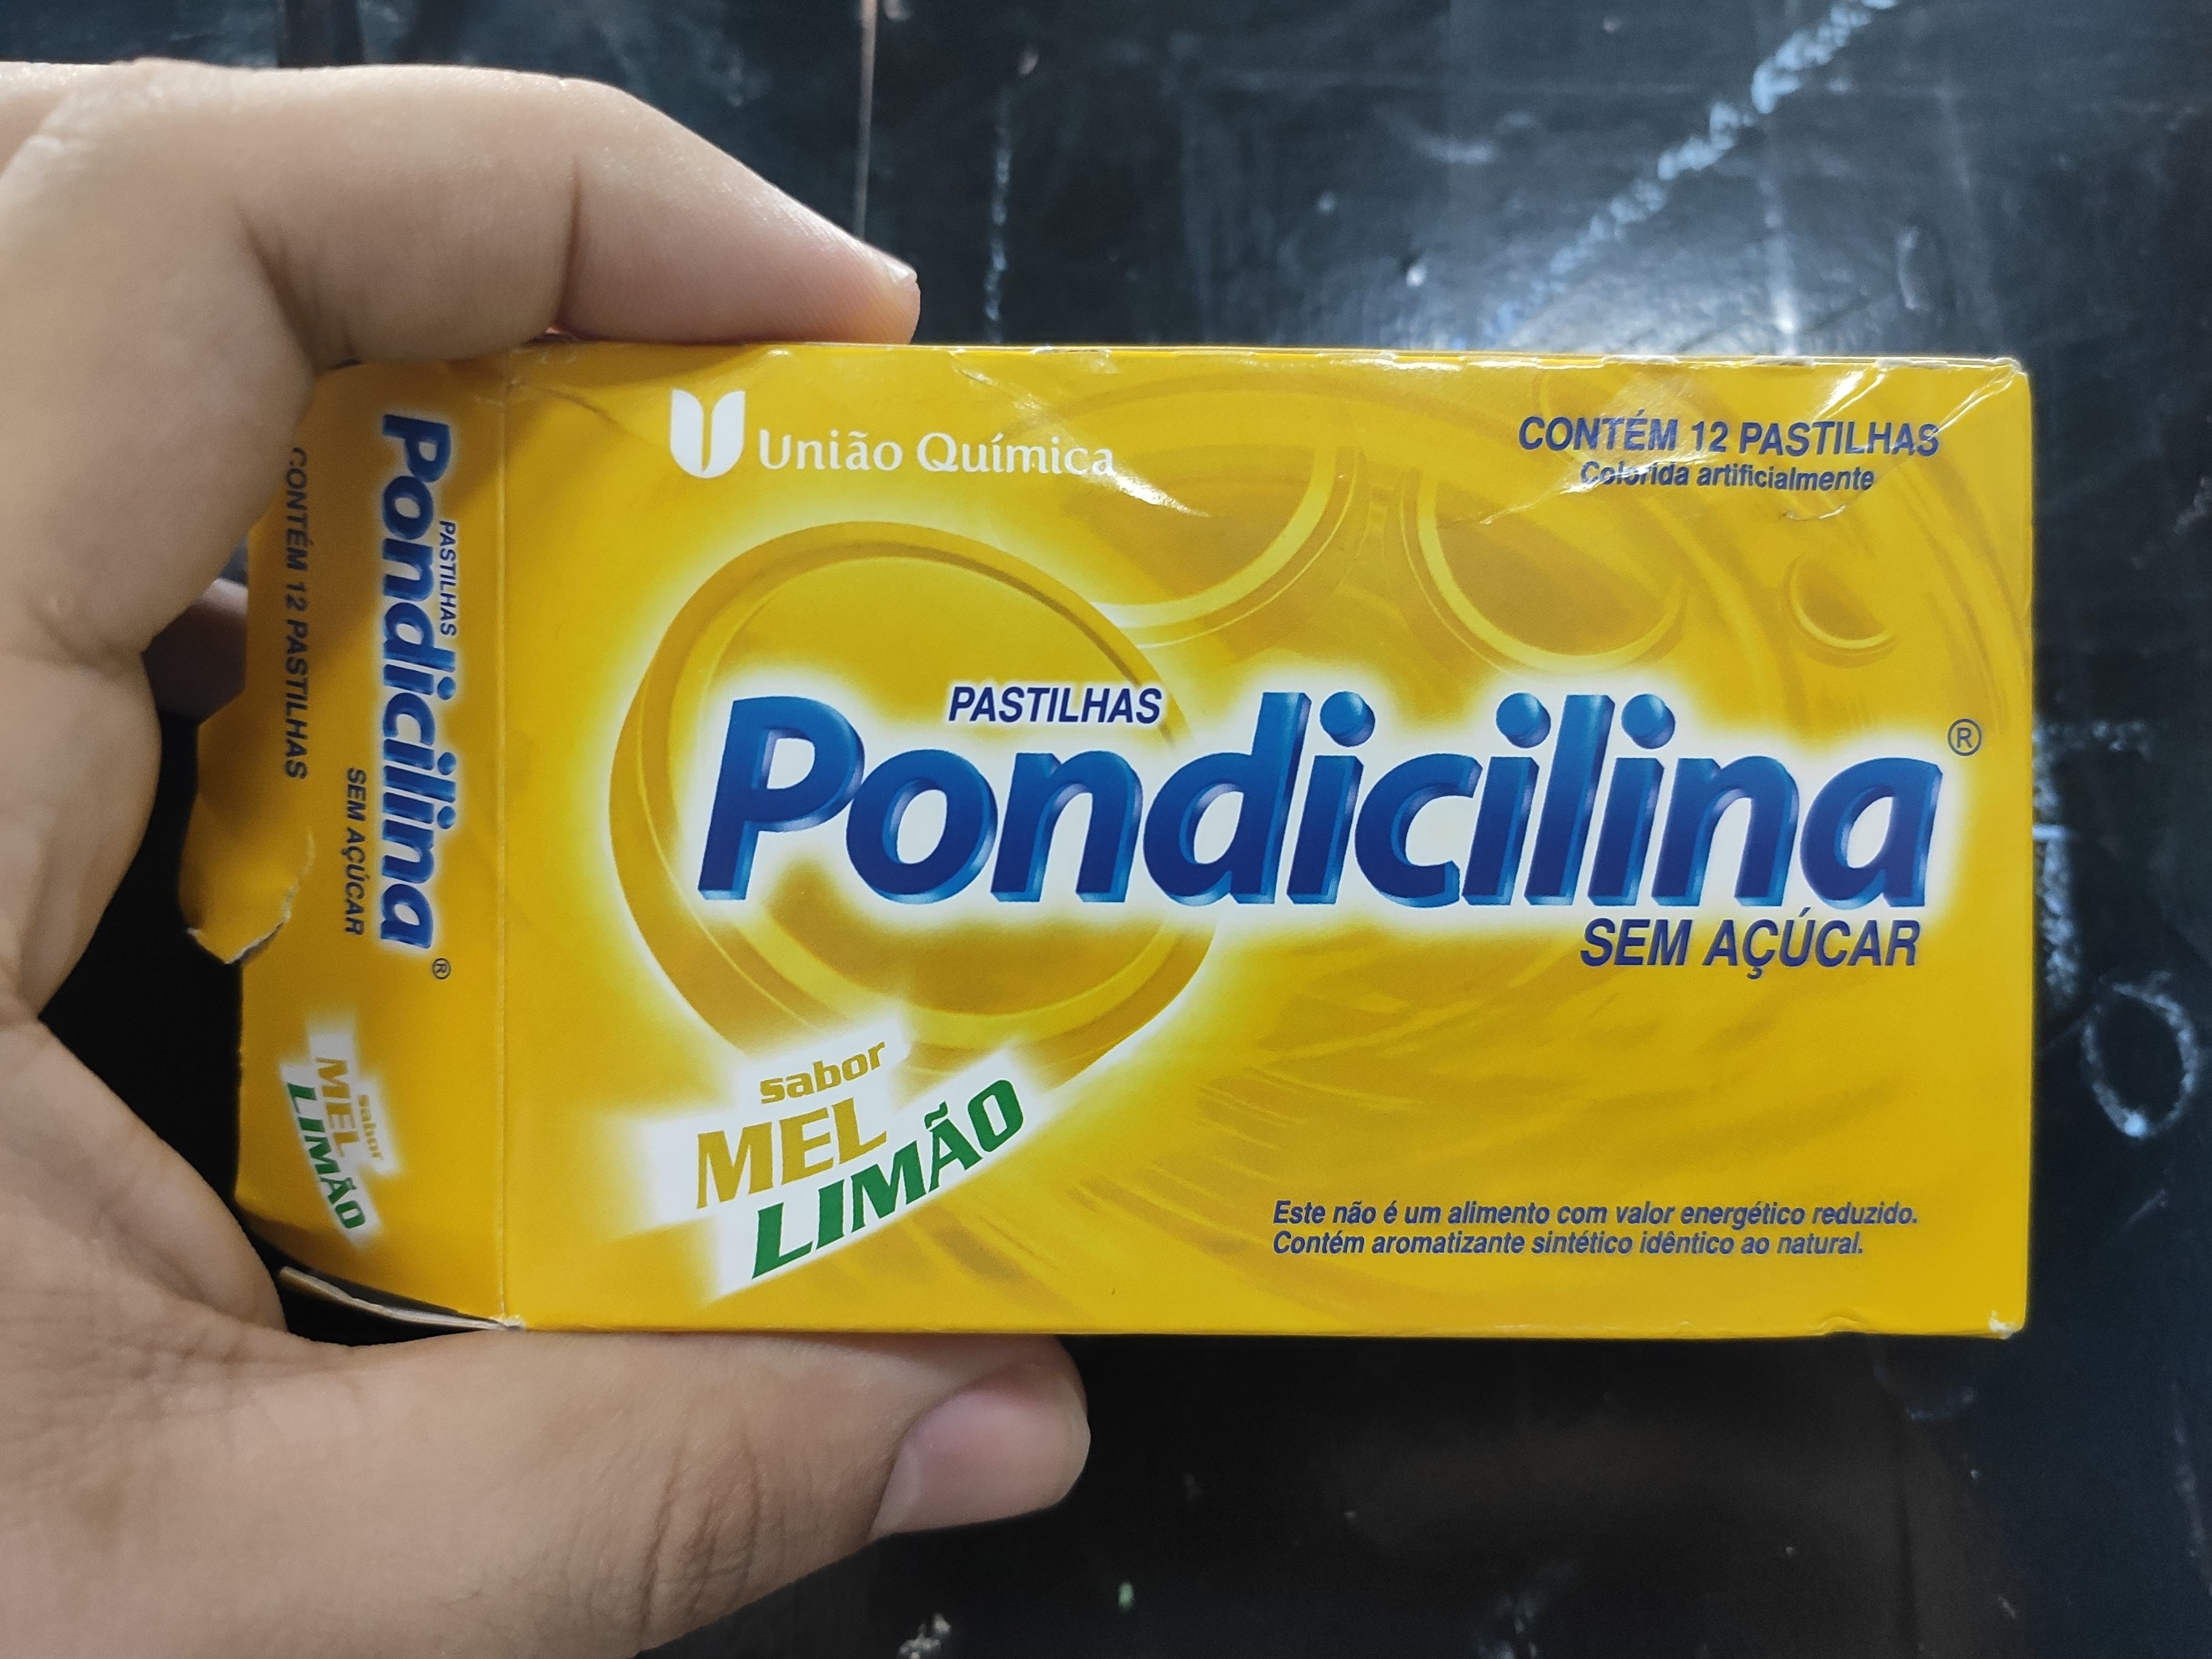 União Química
CONTÉM 12 PASTILHAS
Colorida artificialmente
PASTILHAS
Pondicilina®
SEM AÇÚCAR
sabor
MEL
LIMÃO
Este não é um alimento com valor energético reduzido.
Contém aromatizante sintético idêntico ao natural.
PASTILHAS
Pondicilina®
SEM AÇÚCAR
CONTÉM 12 PASTILHAS
sabor
MEL
LIMÃO